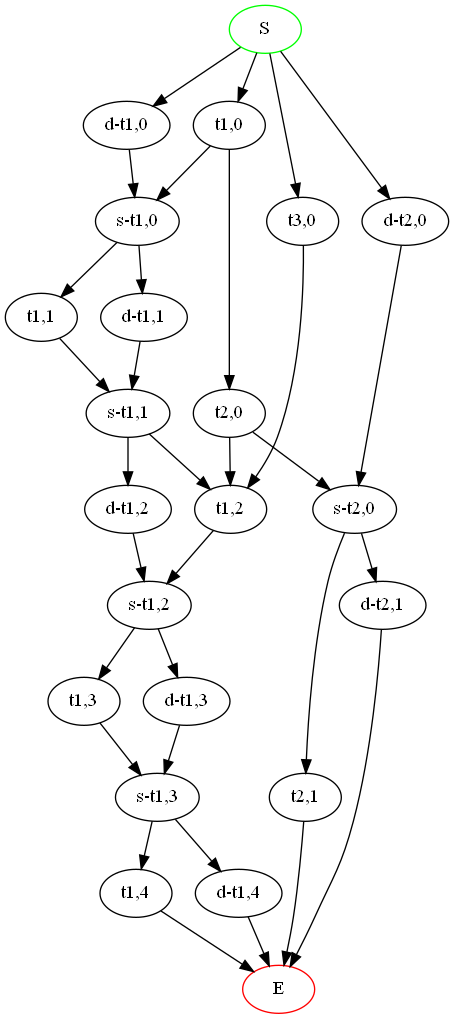 S
d-t1,0
t1,0
s-t1,0
t3,0
d-t2,0
t1,1
d-t1,1
s-t1,1
t2,0
d-t1,2
t1,2
s-t2,0
s-t1,2
d-t2,1
t1,3
d-t1,3
s-t1,3
t2,1
t1,4
d-t1,4
E